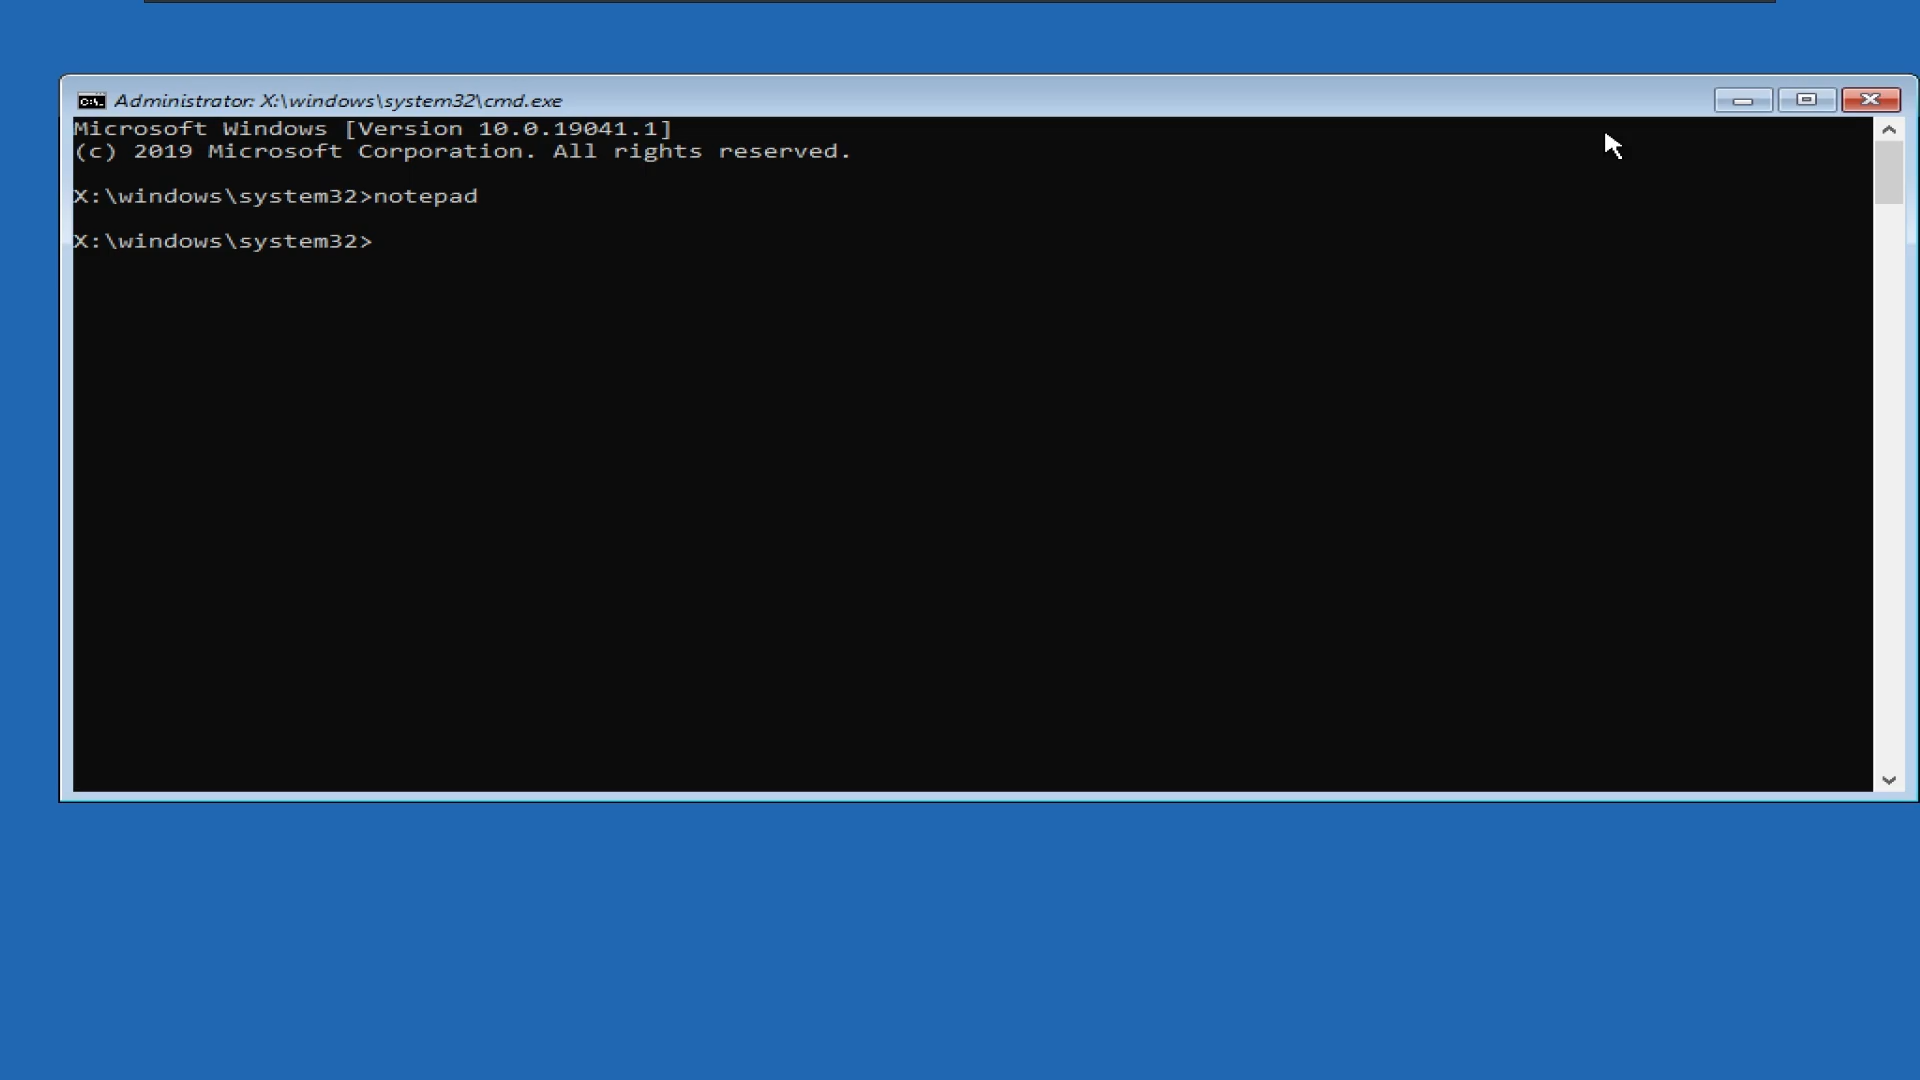 Administrator: X:\windows\system32\cmd.exe
Microsoft Windows [Version 10.0.19041.1]
(c) 2019 Microsoft Corporation. All rights reserved.
X:\windows\system32>notepad
X:\windows\system32>